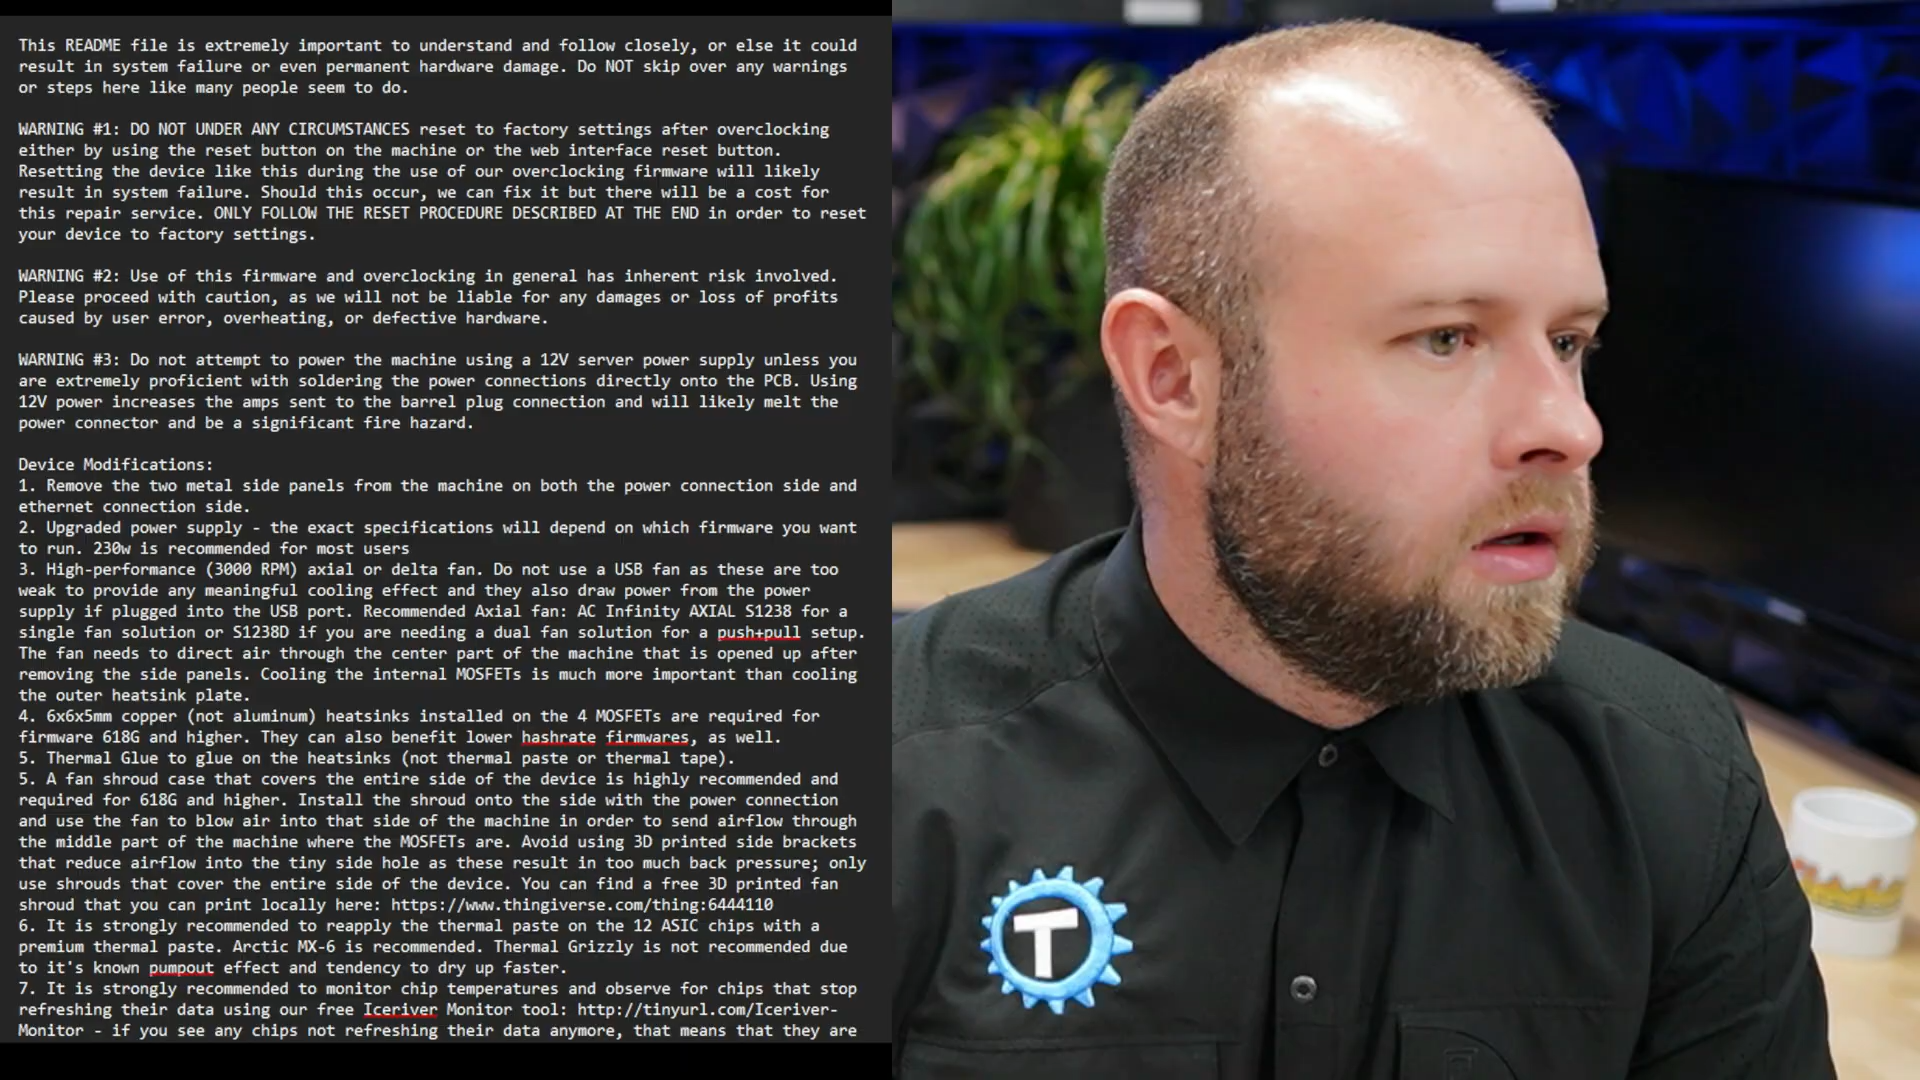 This README file is extremely important to understand and follow closely, or else it could
result in system failure or even permanent hardware damage. Do NOT skip over any warnings
or steps here like many people seem to do.
WARNING #1: DO NOT UNDER ANY CIRCUMSTANCES reset to factory settings after overclocking
either by using the reset button on the machine or the web interface reset button.
Resetting the device like this during the use of our overclocking firmware will likely
result in system failure. Should this occur, we can fix it but there will be a cost for
this repair service. ONLY FOLLOW THE RESET PROCEDURE DESCRIBED AT THE END in order to reset
your device to factory settings.
WARNING #2: Use of this firmware and overclocking in general has inherent risk involved.
Please proceed with caution, as we will not be liable for any damages or loss of profits
caused by user error, overheating, or defective hardware.
WARNING #3: Do not attempt to power the machine using a 12V server power supply unless you
are extremely proficient with soldering the power connections directly onto the PCB. Using
12V power increases the amps sent to the barrel plug connection and will likely melt the
power connector and be a significant fire hazard.
Device Modifications:
1. Remove the two metal side panels from the machine on both the power connection side and
ethernet connection side.
2. Upgraded power supply - the exact specifications will depend on which firmware you want
to run. 230w is recommended for most users
3. High-performance (3000 RPM) axial or delta fan. Do not use a USB fan as these are too
weak to provide any meaningful cooling effect and they also draw power from the power
supply if plugged into the USB port. Recommended Axial fan: AC Infinity AXIAL S1238 for a
single fan solution or S1238D if you are needing a dual fan solution for a push+pull setup.
The fan needs to direct air through the center part of the machine that is opened up after
removing the side panels. Cooling the internal MOSFETs is much more important than cooling
the outer heatsink plate.
4. 6x6x5mm copper (not aluminum) heatsinks installed on the 4 MOSFETs are required for
firmware 618G and higher. They can also benefit lower hashrate firmwares, as well.
5. Thermal Glue to glue on the heatsinks (not thermal paste or thermal tape).
5. A fan shroud case that covers the entire side of the device is highly recommended and
required for 618G and higher. Install the shroud onto the side with the power connection
and use the fan to blow air into that side of the machine in order to send airflow through
the middle part of the machine where the MOSFETs are. Avoid using 3D printed side brackets
that reduce airflow into the tiny side hole as these result in too much back pressure; only
use shrouds that cover the entire side of the device. You can find a free 3D printed fan
shroud that you can print locally here: https://www.thingiverse.com/thing:6444110
6. It is strongly recommended to reapply the thermal paste on the 12 ASIC chips with a
premium thermal paste. Arctic MX-6 is recommended. Thermal Grizzly is not recommended due
to it's known pumpout effect and tendency to dry up faster.
7. It is strongly recommended to monitor chip temperatures and observe for chips that stop
refreshing their data using our free Iceriver Monitor tool: http://tinyurl.com/Iceriver-
Monitor - if you see any chips not refreshing their data anymore, that means that they are
T